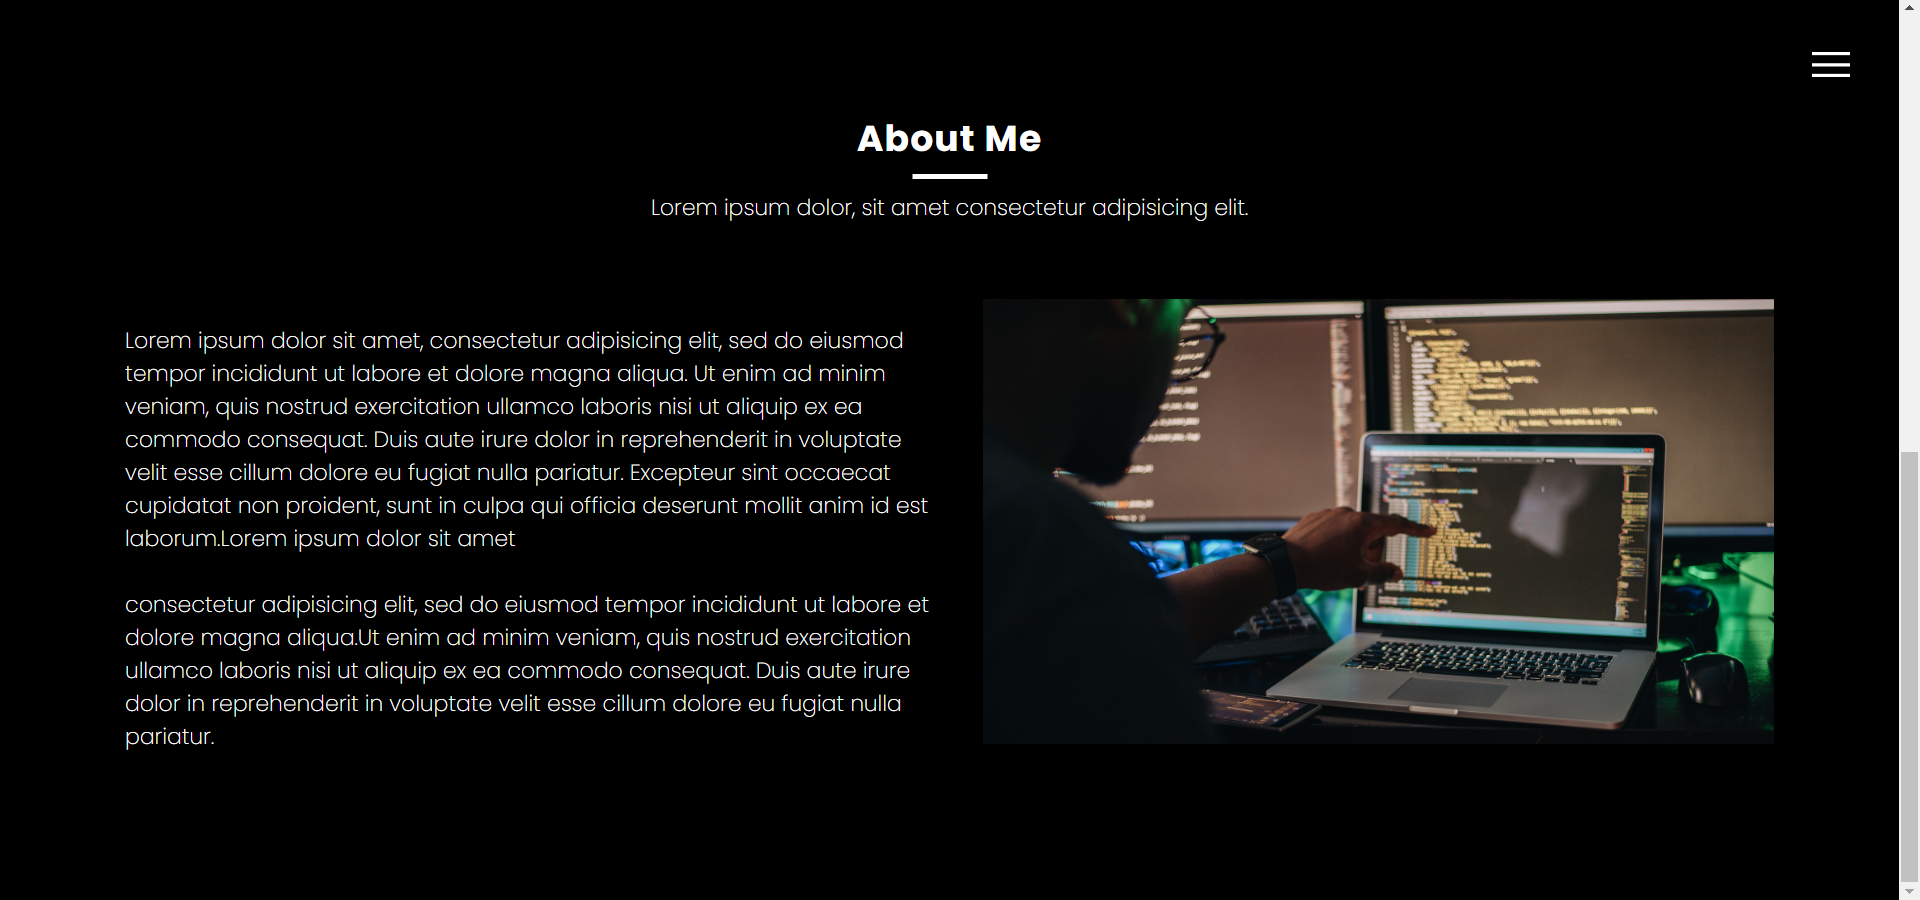 About Me
Lorem ipsum dolor, sit amet consectetur adipisicing elit.
Lorem ipsum dolor sit amet, consectetur adipisicing elit, sed do eiusmod
tempor incididunt ut labore et dolore magna aliqua. Ut enim ad minim
veniam, quis nostrud exercitation ullamco laboris nisi ut aliquip ex ea
commodo consequat. Duis aute irure dolor in reprehenderit in voluptate
velit esse cillum dolore eu fugiat nulla pariatur. Excepteur sint occaecat
cupidatat non proident, sunt in culpa qui officia deserunt mollit anim id est
laborum.Lorem ipsum dolor sit amet
consectetur adipisicing elit, sed do eiusmod tempor incididunt ut labore et
dolore magna aliqua.Ut enim ad minim veniam, quis nostrud exercitation
ullamco laboris nisi ut aliquip ex ea commodo consequat. Duis aute irure
dolor in reprehenderit in voluptate velit esse cillum dolore eu fugiat nulla
pariatur.